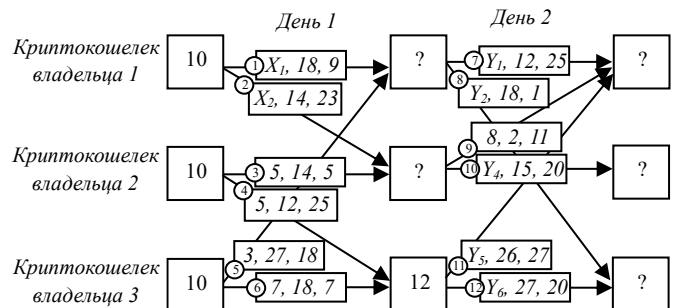 День 1
День 2
Криптокошелек
владельца 1
10
1
X1, 18, 9
2
X2, 14, 23
?
7
Y1, 12, 25
8
Y2, 18, 1
?
9
8, 2, 11
Криптокошелек
владельца 2
10
3
5, 14, 5
4
5, 12, 25
?
10
Y4, 15, 20
?
Криптокошелек
владельца 3
10
5
3, 27, 18
6
7, 18, 7
12
11
Y5, 26, 27
12
Y6, 27, 20
?